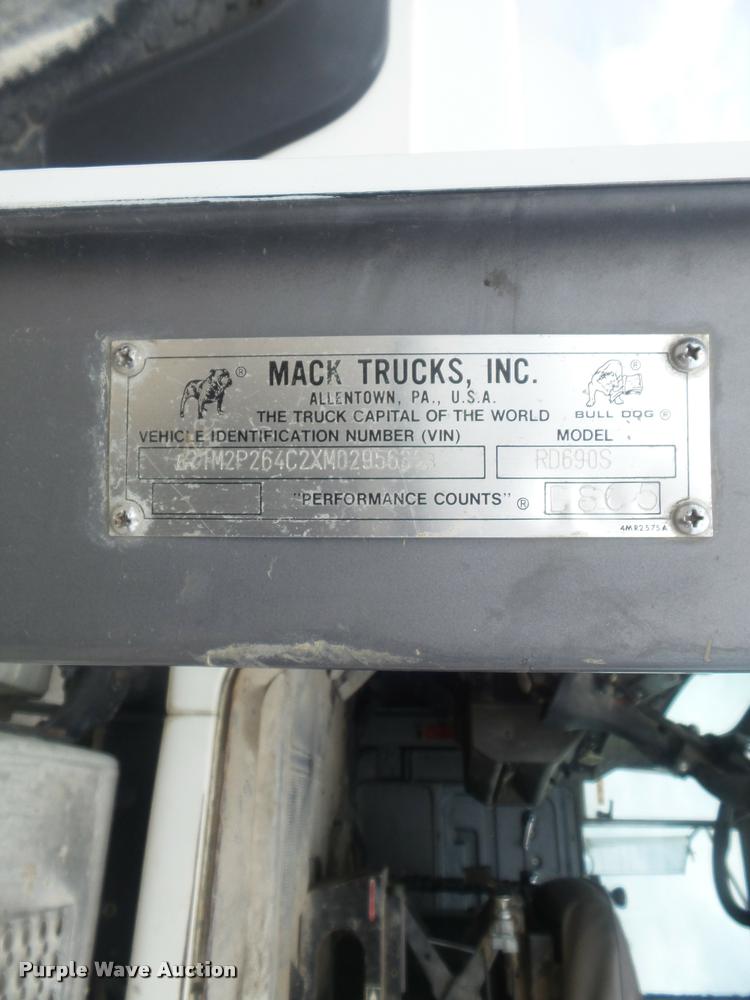 MACK TRUCKS, INC.
ALLENTOWN, PA., U.S.A.
THE TRUCK CAPITAL OF THE WORLD
BULL DOG ®
VEHICLE IDENTIFICATION NUMBER (VIN)
MODEL
RD690S
"PERFORMANCE COUNTS" ®
4MR2575A
Purple Wave Auction